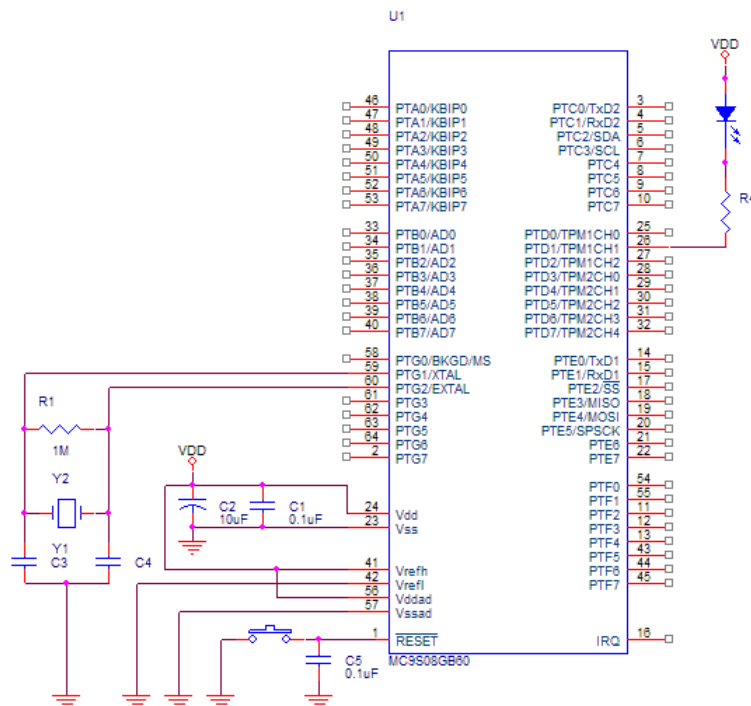 U1
VDD
46 PTA0/KBIP0
47 PTA1/KBIP1
48 PTA2/KBIP2
49 PTA3/KBIP3
50 PTA4/KBIP4
51 PTA5/KBIP5
52 PTA6/KBIP6
53 PTA7/KBIP7
PTC0/TxD2 3
PTC1/RxD2 4
PTC2/SDA 5
PTC3/SCL 6
PTC4 7
PTC5 8
PTC6 9
PTC7 10
33 PTB0/AD0
34 PTB1/AD1
35 PTB2/AD2
36 PTB3/AD3
37 PTB4/AD4
38 PTB5/AD5
39 PTB6/AD6
40 PTB7/AD7
PTD0/TPM1CH0 25
PTD1/TPM1CH1 26
PTD2/TPM1CH2 27
PTD3/TPM2CH0 28
PTD4/TPM2CH1 29
PTD5/TPM2CH2 30
PTD6/TPM2CH3 31
PTD7/TPM2CH4 32
58 PTG0/BKGD/MS
59 PTG1/XTAL
60 PTG2/EXTAL
61 PTG3
62 PTG4
63 PTG5
64 PTG6
2 PTG7
PTE0/TxD1 14
PTE1/RxD1 15
PTE2/SS 17
PTE3/MISO 18
PTE4/MOSI 19
PTE5/SPSCK 20
PTE6 21
PTE7 22
R1
1M
Y2
Y1
C3
C4
VDD
C2
10uF
C1
0.1uF
24 Vdd
23 Vss
41 Vrefh
42 Vrefl
56 Vddad
57 Vssad
1 RESET
PTF0 54
PTF1 55
PTF2 11
PTF3 12
PTF4 13
PTF5 43
PTF6 44
PTF7 45
IRQ 16
C5
0.1uF
MC9S08GB60